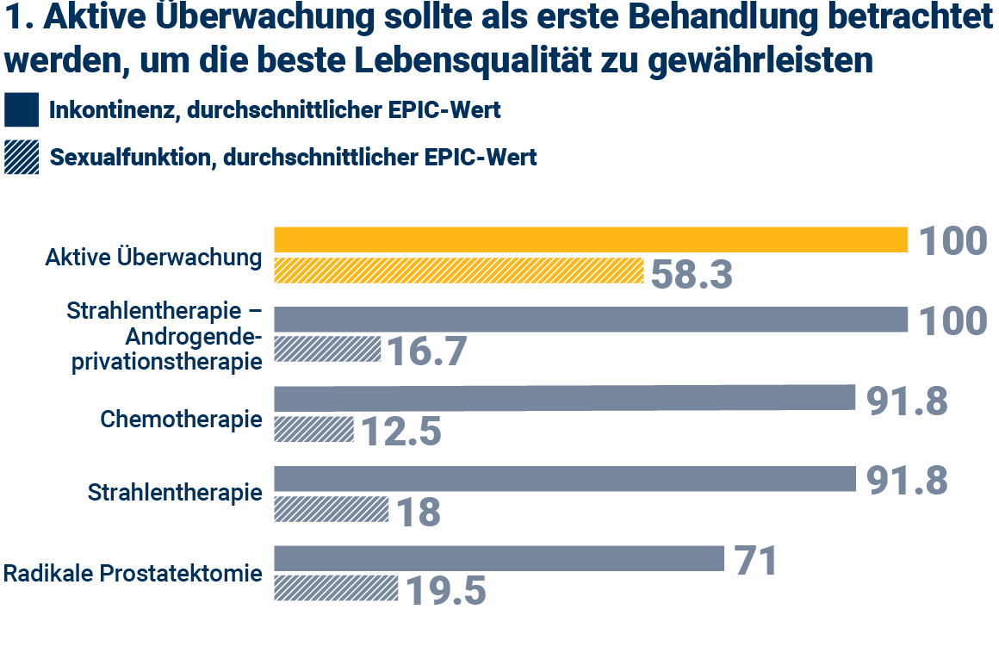 1. Aktive Überwachung sollte als erste Behandlung betrachtet
werden, um die beste Lebensqualität zu gewährleisten
Inkontinenz, durchschnittlicher EPIC-Wert
Sexualfunktion, durchschnittlicher EPIC-Wert
Aktive Überwachung
100
58.3
Strahlentherapie –
Androgende-
privationstherapie
100
16.7
Chemotherapie
91.8
12.5
Strahlentherapie
91.8
18
Radikale Prostatektomie
71
19.5